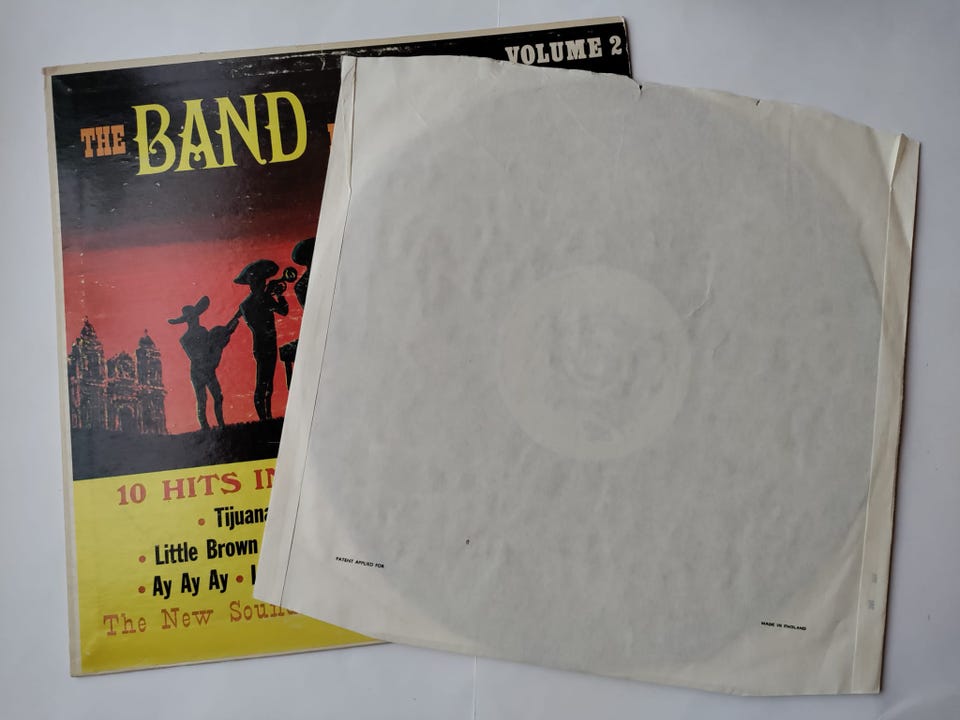 VOLUME 2
THE BAND
10 HITS IN
• Tijuana
• Little Brown
• Ay Ay Ay •
The New Sound
PATENT APPLIED FOR
MADE IN ENGLAND